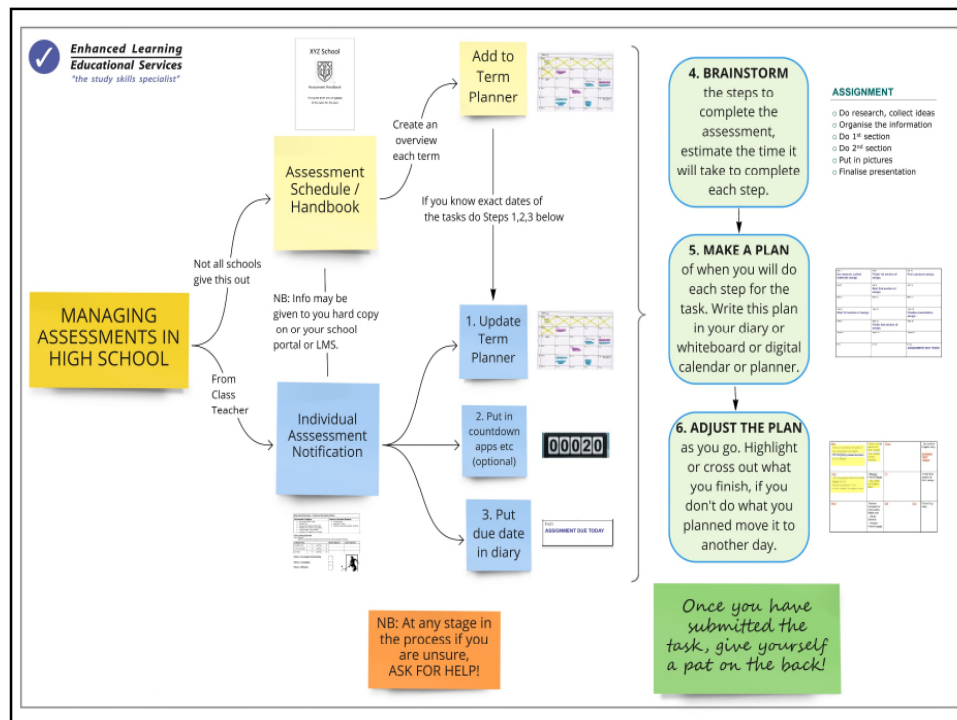 Enhanced Learning
Educational Services
"the study skills specialist"
XYZ School
Assessment Handbook
Add to
Term
Planner
Create an
overview
each term
Assessment
Schedule /
Handbook
If you know exact dates of
the tasks do Steps 1,2,3 below
Not all schools
give this out
NB: Info may be
given to you hard copy
on or your school
portal or LMS.
MANAGING
ASSESSMENTS IN
HIGH SCHOOL
From
Class
Teacher
Individual
Asssessment
Notification
1. Update
Term
Planner
2. Put in
countdown
apps etc
(optional)
00020
3. Put
due date
in diary
ASSIGNMENT DUE TODAY
4. BRAINSTORM
the steps to
complete the
assessment,
estimate the time it
will take to complete
each step.
ASSIGNMENT
Do research, collect ideas
Organise the information
Do 1st section
Do 2nd section
Put in pictures
Finalise presentation
5. MAKE A PLAN
of when you will do
each step for the
task. Write this plan
in your diary or
whiteboard or digital
calendar or planner.
ASSIGNMENT DUE TODAY
6. ADJUST THE PLAN
as you go. Highlight
or cross out what
you finish, if you
don't do what you
planned move it to
another day.
NB: At any stage in
the process if you
are unsure,
ASK FOR HELP!
Once you have
submitted the
task, give yourself
a pat on the back!